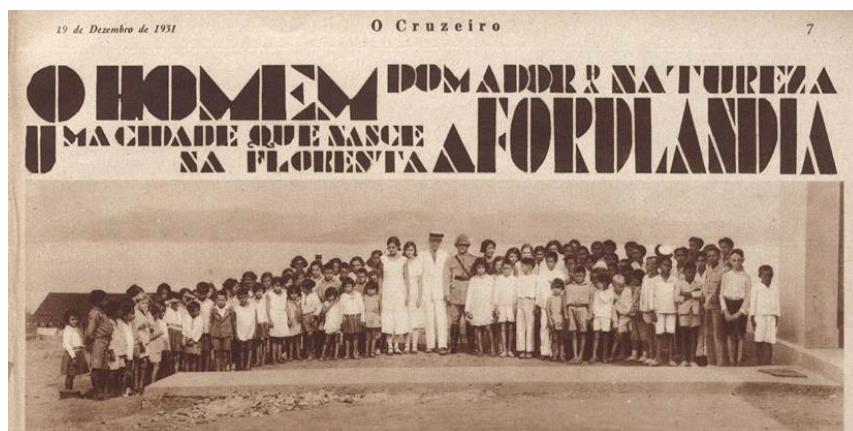 19 de Dezembro de 1931 O Cruzeiro 7
O HOMEM DOMADOR DA NATUREZA
UMA CIDADE QUE NASCE
NA FLORESTA A FORDLANDIA